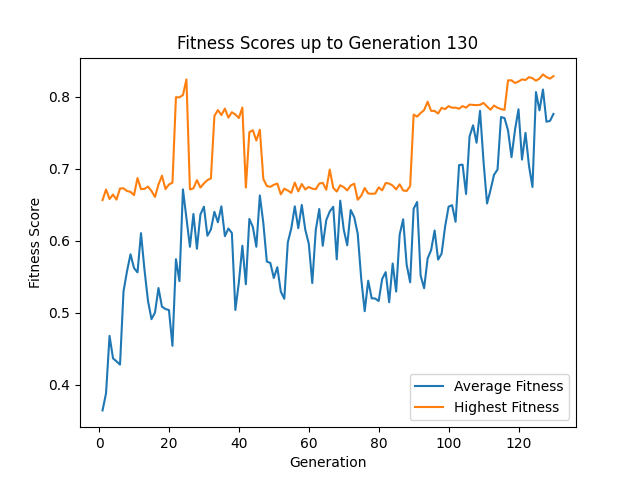 Fitness Scores up to Generation 130
Fitness Score
0.8
0.7
0.6
0.5
0.4
0 20 40 60 80 100 120
Generation
Average Fitness
Highest Fitness